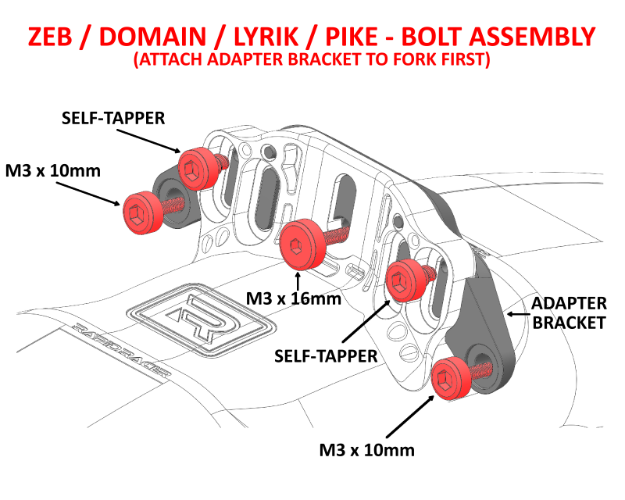 ZEB / DOMAIN / LYRIK / PIKE - BOLT ASSEMBLY
(ATTACH ADAPTER BRACKET TO FORK FIRST)
SELF-TAPPER
M3 x 10mm
M3 x 16mm
ADAPTER
BRACKET
SELF-TAPPER
M3 x 10mm
R
RAPIDRACER